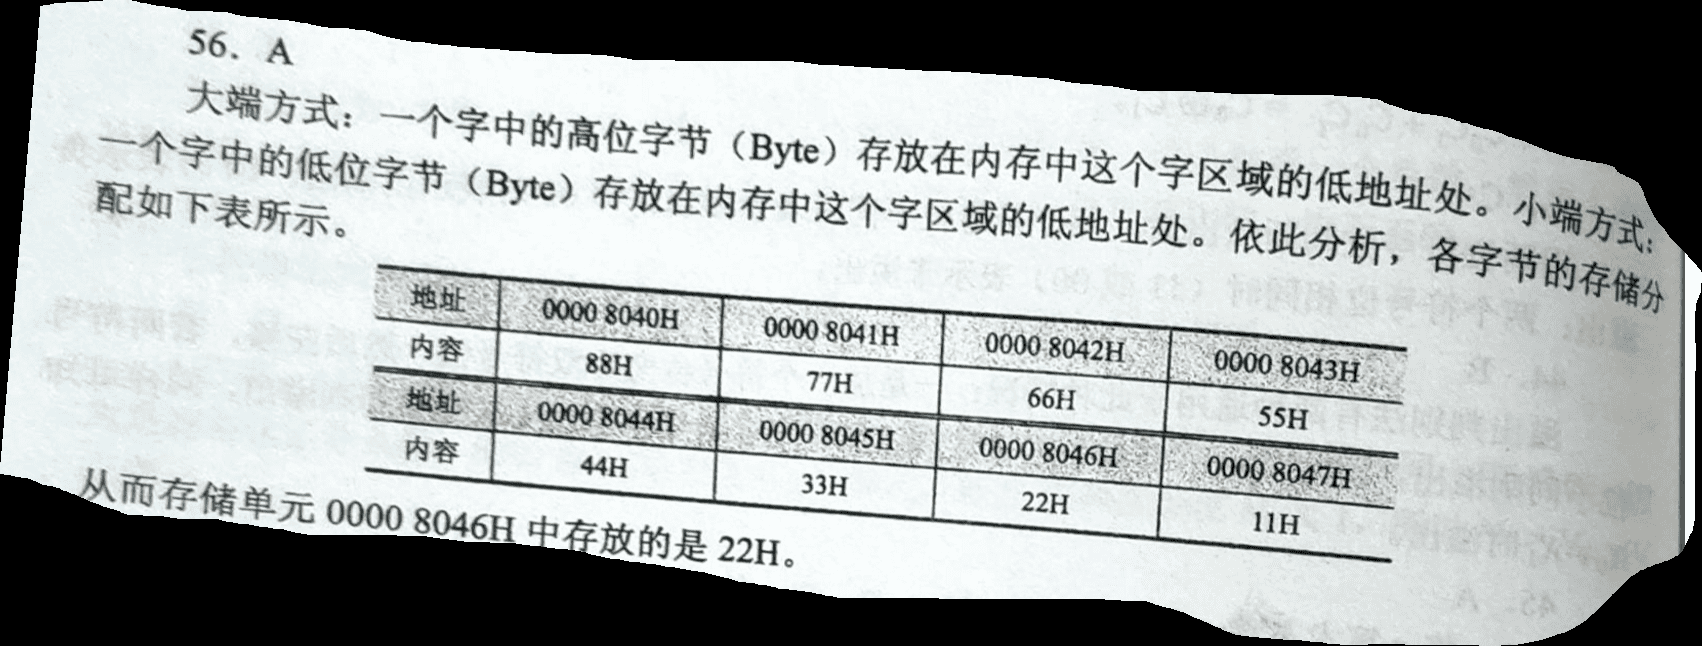 56. A
大端方式：一个字中的高位字节（Byte）存放在内存中这个字区域的低地址处。小端方式：
一个字中的低位字节（Byte）存放在内存中这个字区域的低地址处。依此分析，各字节的存储分
配如下表所示。
地址 0000 8040H 0000 8041H 0000 8042H 0000 8043H
内容 88H 77H 66H 55H
地址 0000 8044H 0000 8045H 0000 8046H 0000 8047H
内容 44H 33H 22H 11H
从而存储单元 0000 8046H 中存放的是 22H。